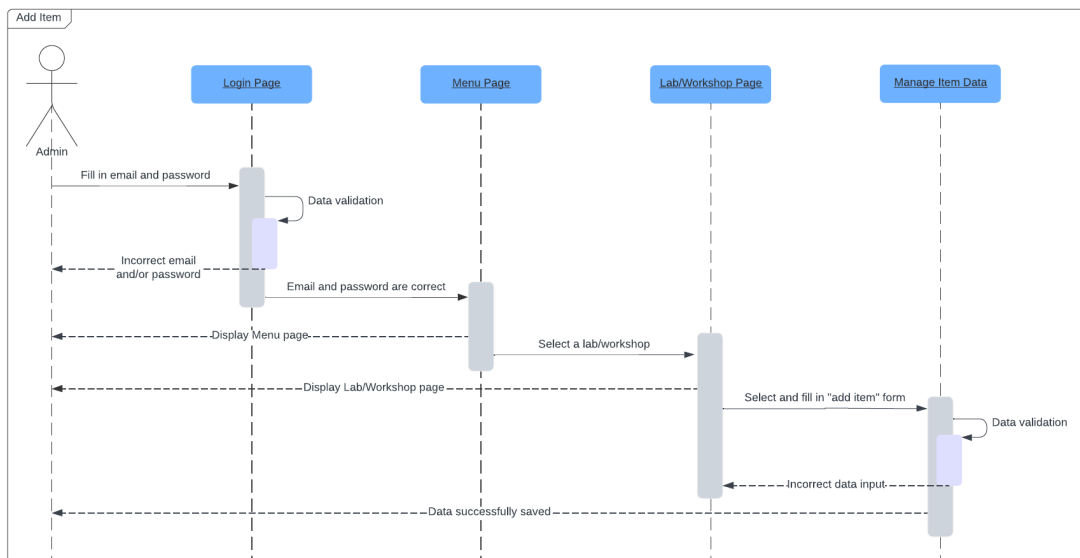 Add Item
Login Page
Menu Page
Lab/Workshop Page
Manage Item Data
Admin
Fill in email and password
Data validation
Incorrect email
and/or password
Email and password are correct
Display Menu page
Select a lab/workshop
Display Lab/Workshop page
Select and fill in "add item" form
Data validation
Incorrect data input
Data successfully saved